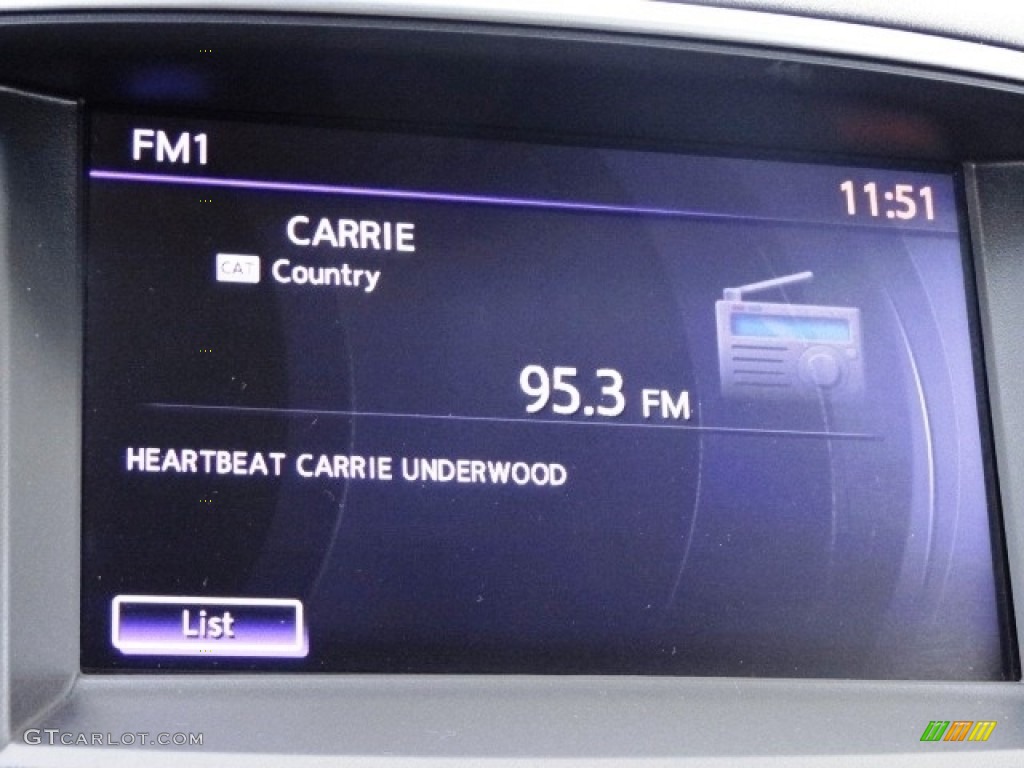 FM1
11:51
CARRIE
CAT Country
95.3 FM
HEARTBEAT CARRIE UNDERWOOD
List
GTCARLOT.COM